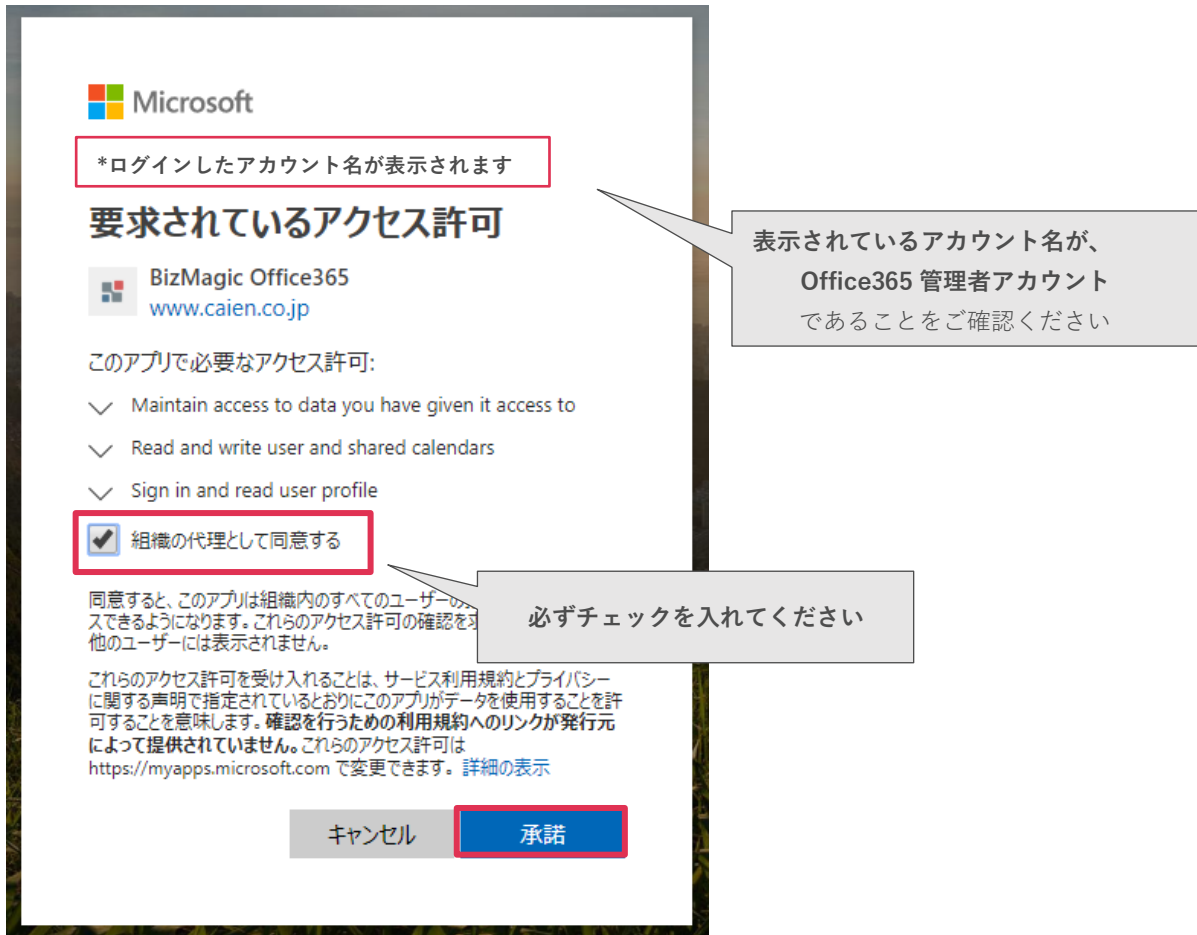 Microsoft
*ログインしたアカウント名が表示されます
要求されているアクセス許可
BizMagic Office365
www.caien.co.jp
表示されているアカウント名が、
Office365 管理者アカウント
であることをご確認ください
このアプリで必要なアクセス許可:
Maintain access to data you have given it access to
Read and write user and shared calendars
Sign in and read user profile
組織の代理として同意する
必ずチェックを入れてください
同意すると、このアプリは組織内のすべてのユーザーの
スできるようになります。これらのアクセス許可の確認を
他のユーザーには表示されません。
これらのアクセス許可を受け入れることは、サービス利用規約とプライバシー
に関する声明で指定されているとおりにこのアプリがデータを使用することを許
可することを意味します。確認を行うための利用規約へのリンクが発行元
によって提供されていません。これらのアクセス許可は
https://myapps.microsoft.com で変更できます。詳細の表示
キャンセル
承諾